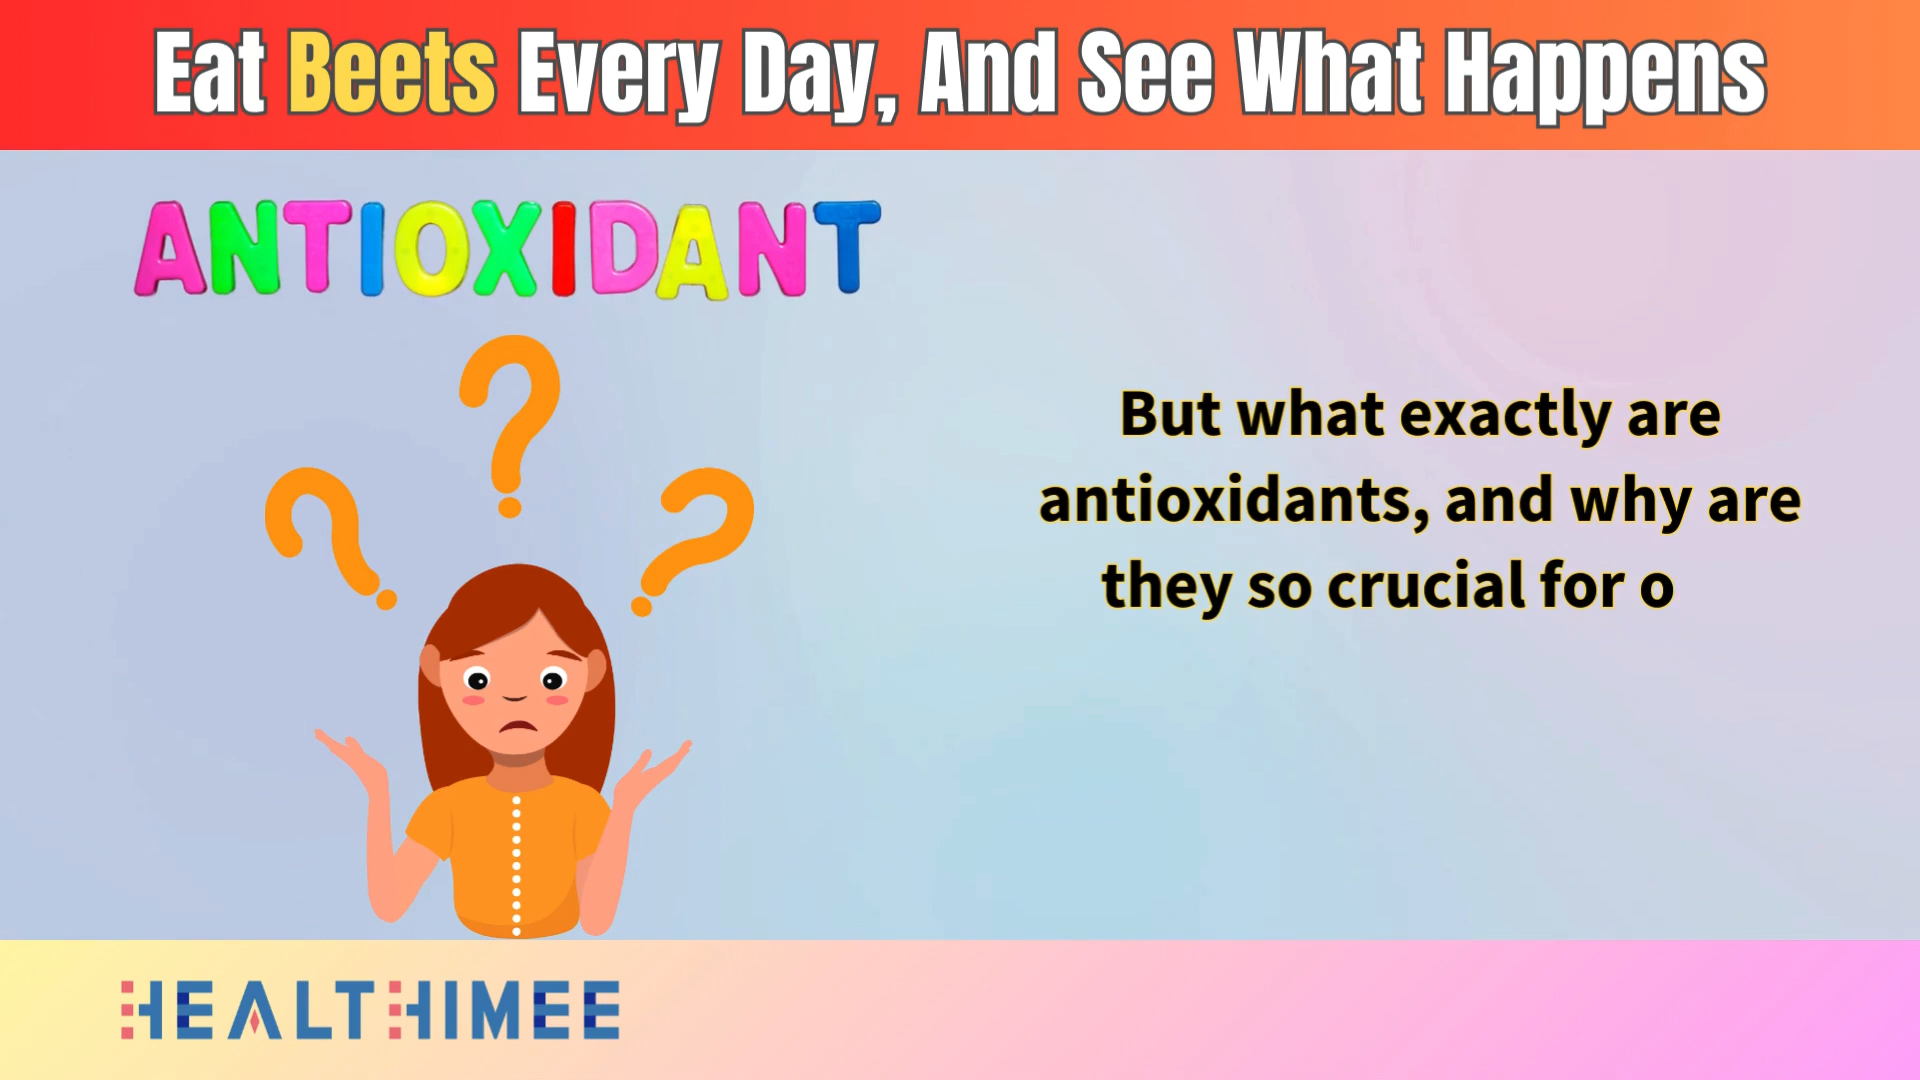 Eat Beets Every Day, And See What Happens
ANTIOXIDANT
But what exactly are
antioxidants, and why are
they so crucial for o
HEALTHIMEE